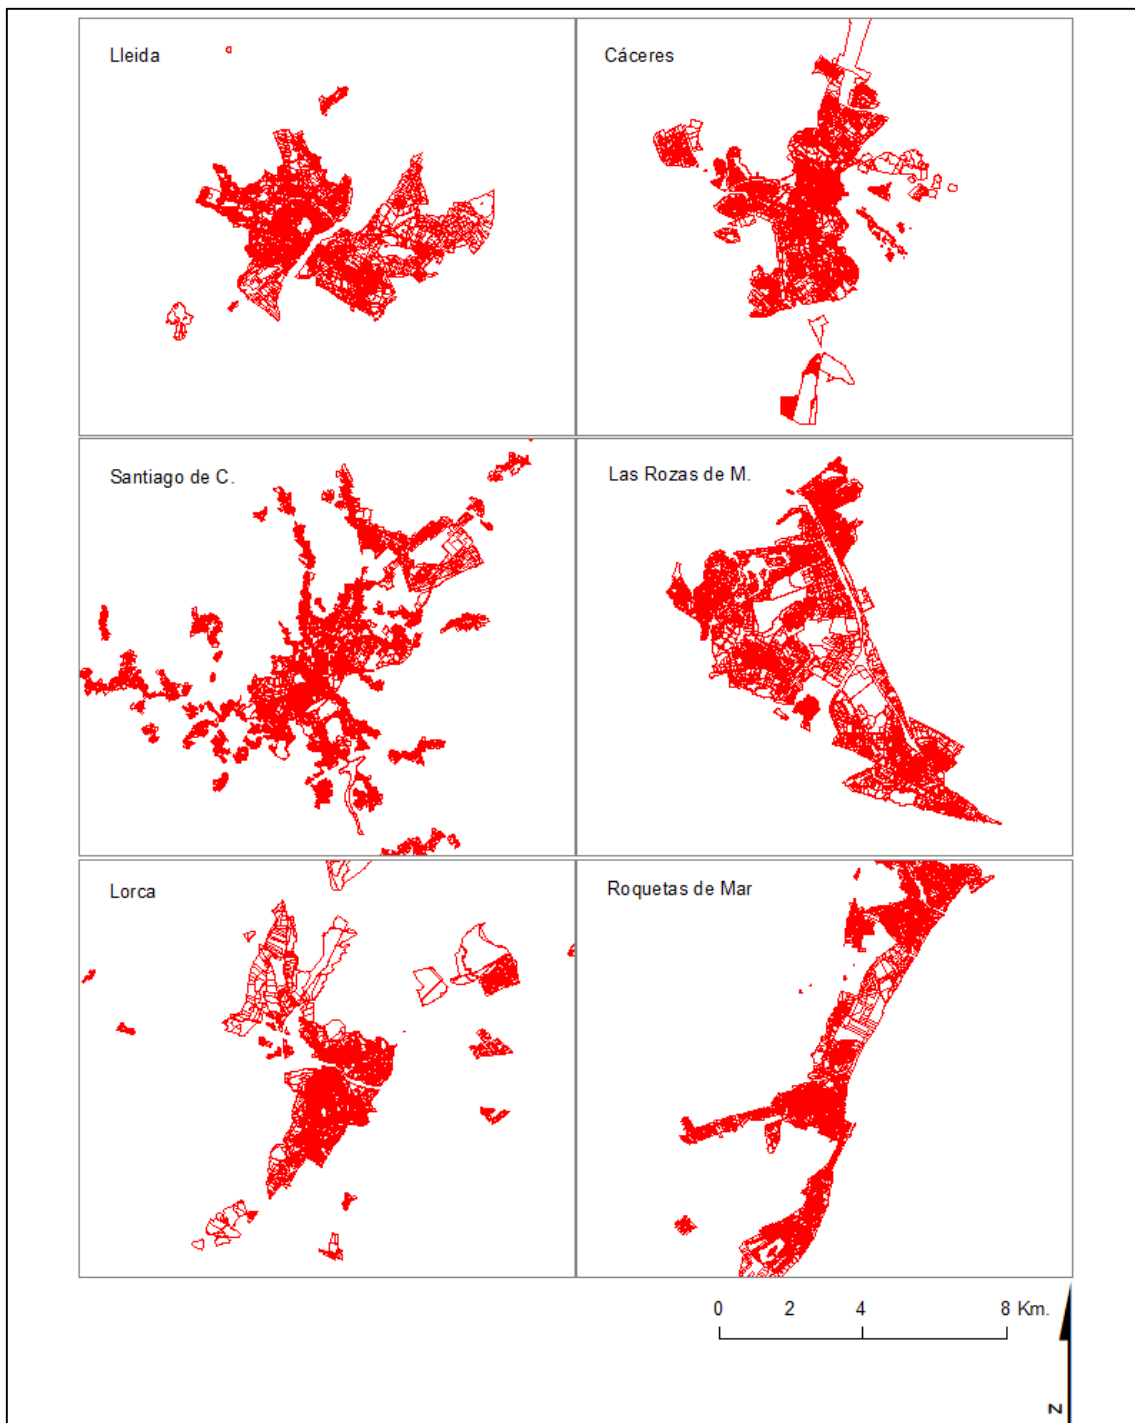 Lleida
Cáceres
Santiago de C.
Las Rozas de M.
Lorca
Roquetas de Mar
0 2 4 8 Km.
N